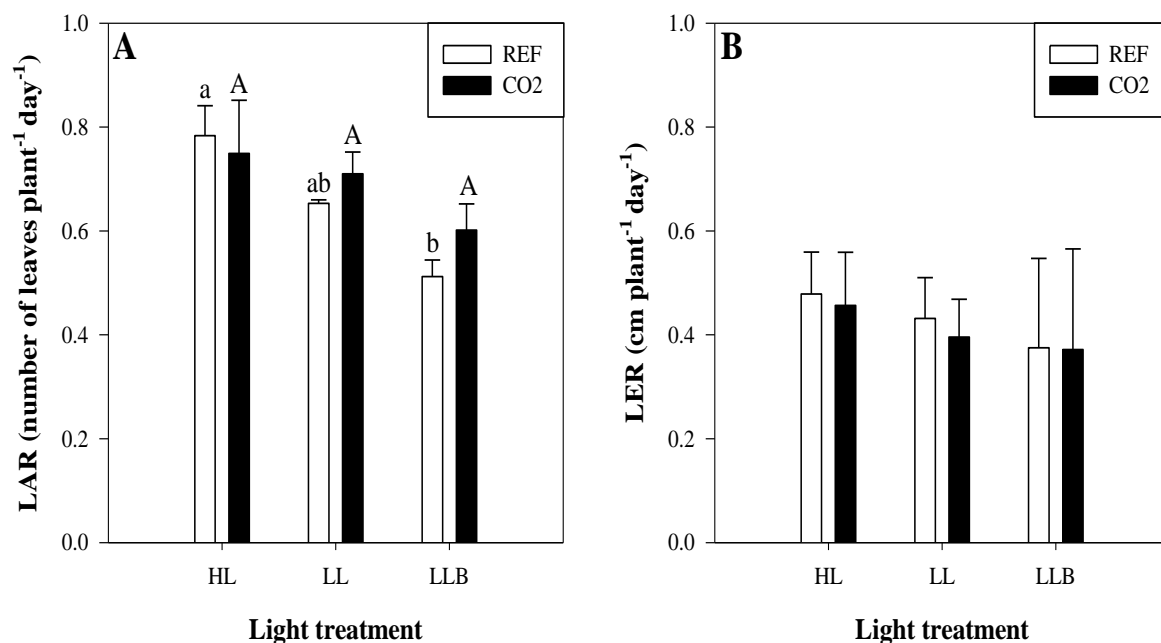 A
REF
CO2
a A
ab A
b A
1.0
0.8
0.6
0.4
0.2
0.0
LAR (number of leaves plant⁻¹ day⁻¹)
HL LL LLB
Light treatment
B
REF
CO2
1.0
0.8
0.6
0.4
0.2
0.0
LER (cm plant⁻¹ day⁻¹)
HL LL LLB
Light treatment